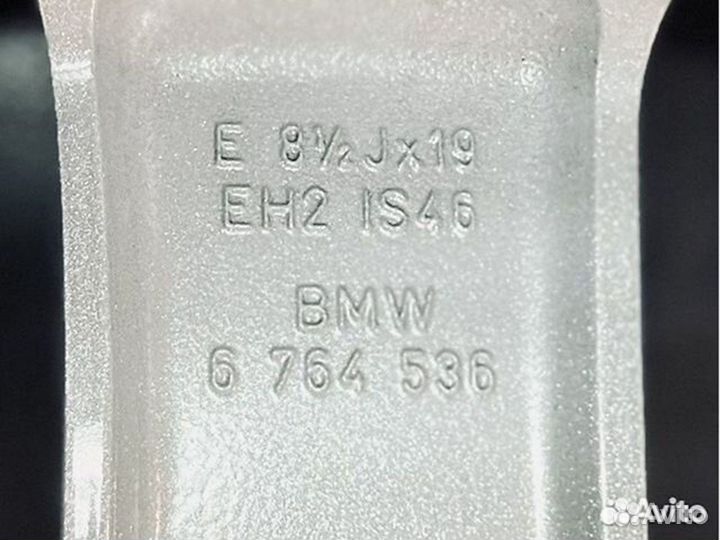 E 8½Jx19
EH2 IS46
BMW
6 764 536
Avito